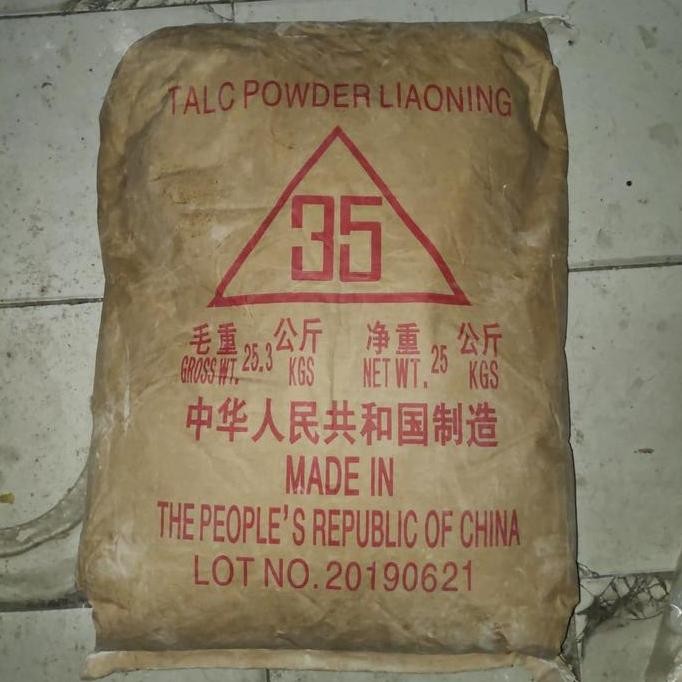 TALC POWDER LIAONING
35
毛重 25.3 公斤 净重 25 公斤
GROSS WT. KGS NET WT. KGS
中华人民共和国制造
MADE IN
THE PEOPLE'S REPUBLIC OF CHINA
LOT NO. 20190621